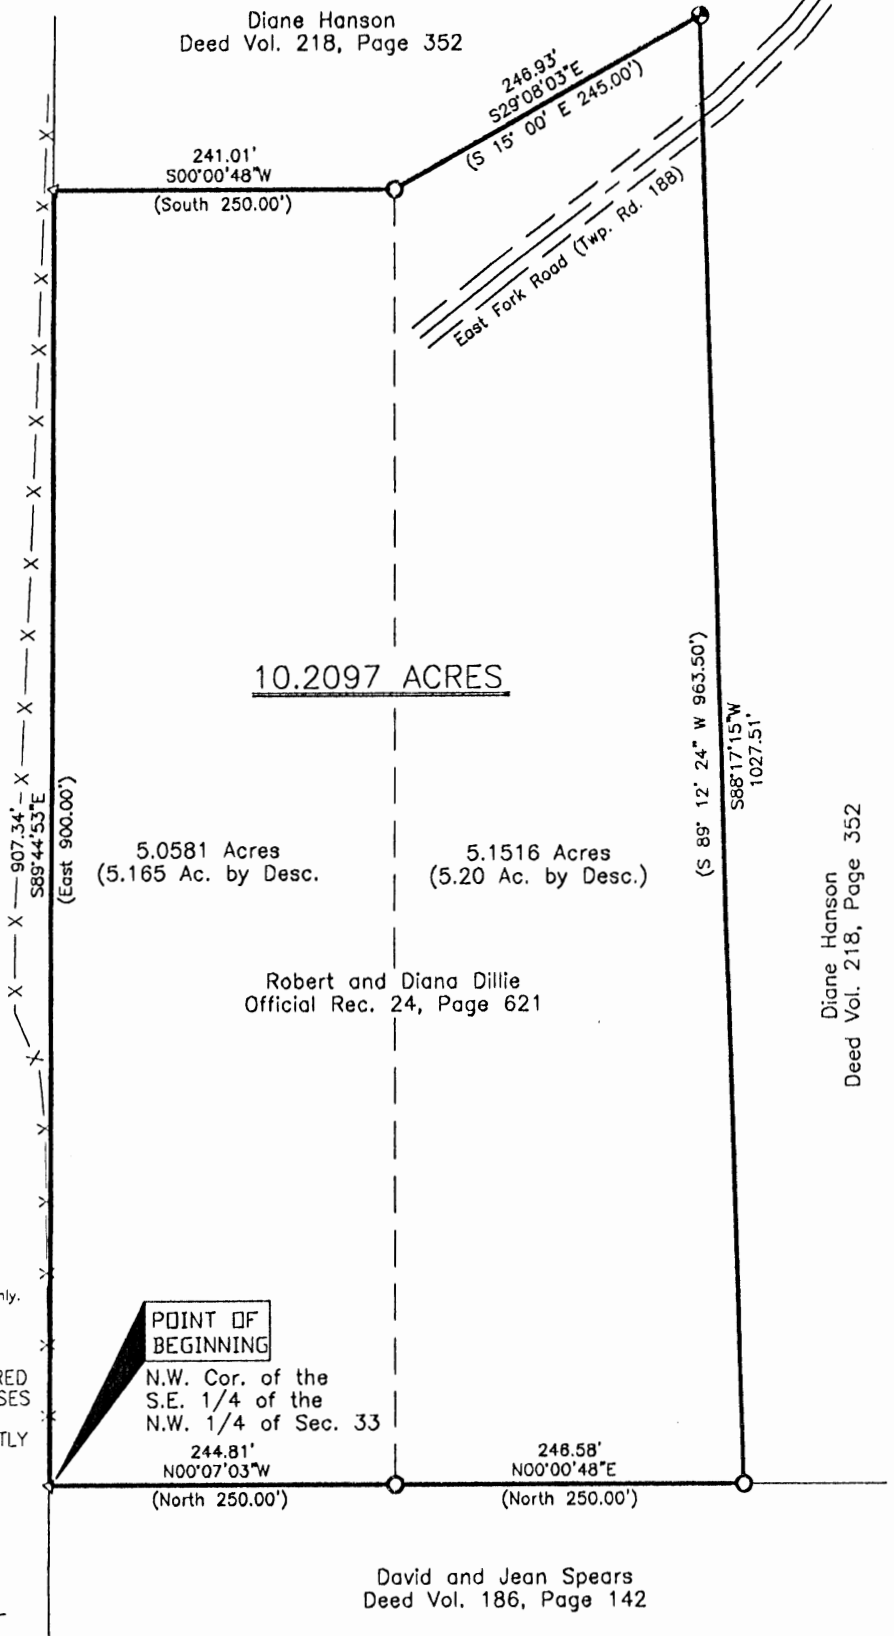 Diane Hanson
Deed Vol. 218, Page 352
246.93'
S29°08'03"E
(S 15° 00' E 245.00')
241.01'
S00°00'48"W
(South 250.00')
East Fork Road (Twp. Rd. 188)
10.2097 ACRES
(S 89° 12' 24" W 963.50')
S88°17'15"W
1027.51'
907.34'
S89°44'53"E
(East 900.00')
5.0581 Acres
(5.165 Ac. by Desc.
5.1516 Acres
(5.20 Ac. by Desc.)
Diane Hanson
Deed Vol. 218, Page 352
Robert and Diana Dillie
Official Rec. 24, Page 621
POINT OF
BEGINNING
N.W. Cor. of the
S.E. 1/4 of the
N.W. 1/4 of Sec. 33
244.81'
N00°07'03"W
(North 250.00')
246.58'
N00°00'48"E
(North 250.00')
David and Jean Spears
Deed Vol. 186, Page 142